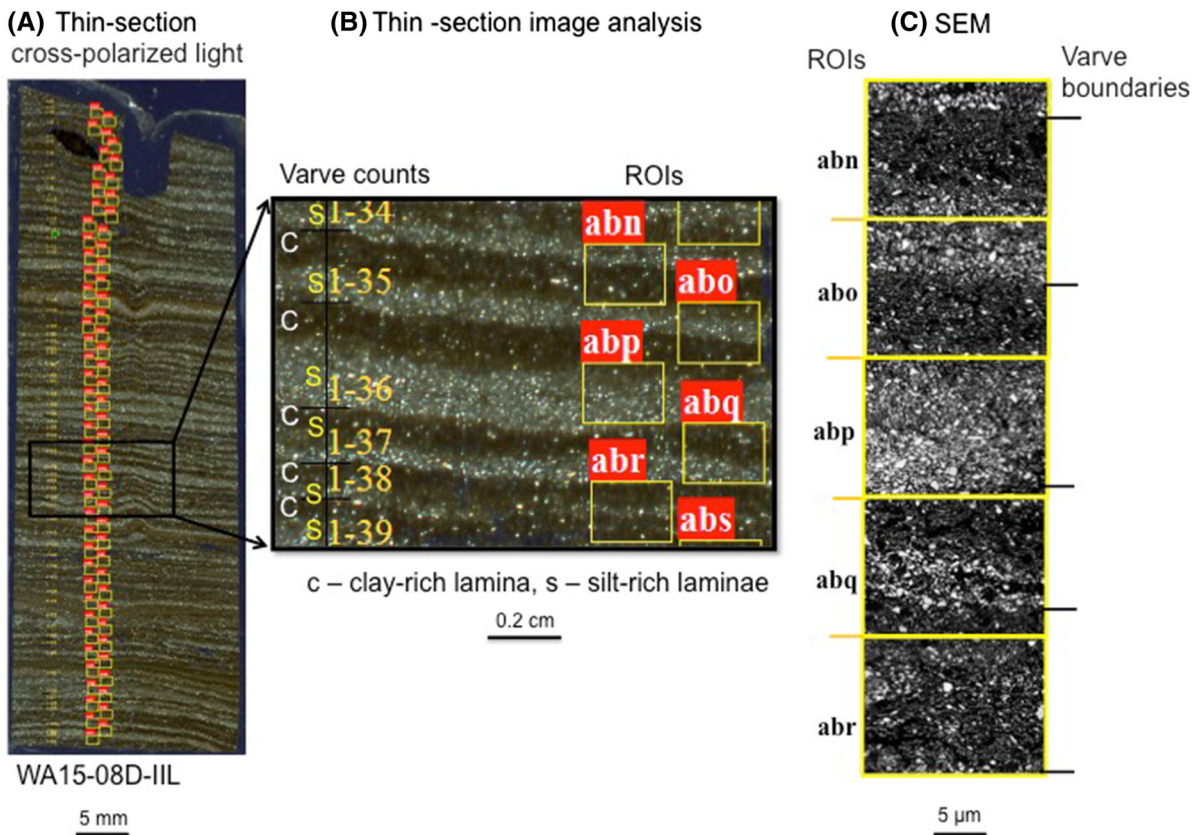 (A) Thin-section
cross-polarized light
WA15-08D-IIL
5 mm
(B) Thin -section image analysis
Varve counts
ROIs
S 1-34
C
S 1-35
C
S 1-36
C
S 1-37
C
1-38
S
C
S 1-39
abn
abo
abp
abq
abr
abs
c – clay-rich lamina, s – silt-rich laminae
0.2 cm
(C) SEM
ROIs
Varve
boundaries
abn
abo
abp
abq
abr
5 µm